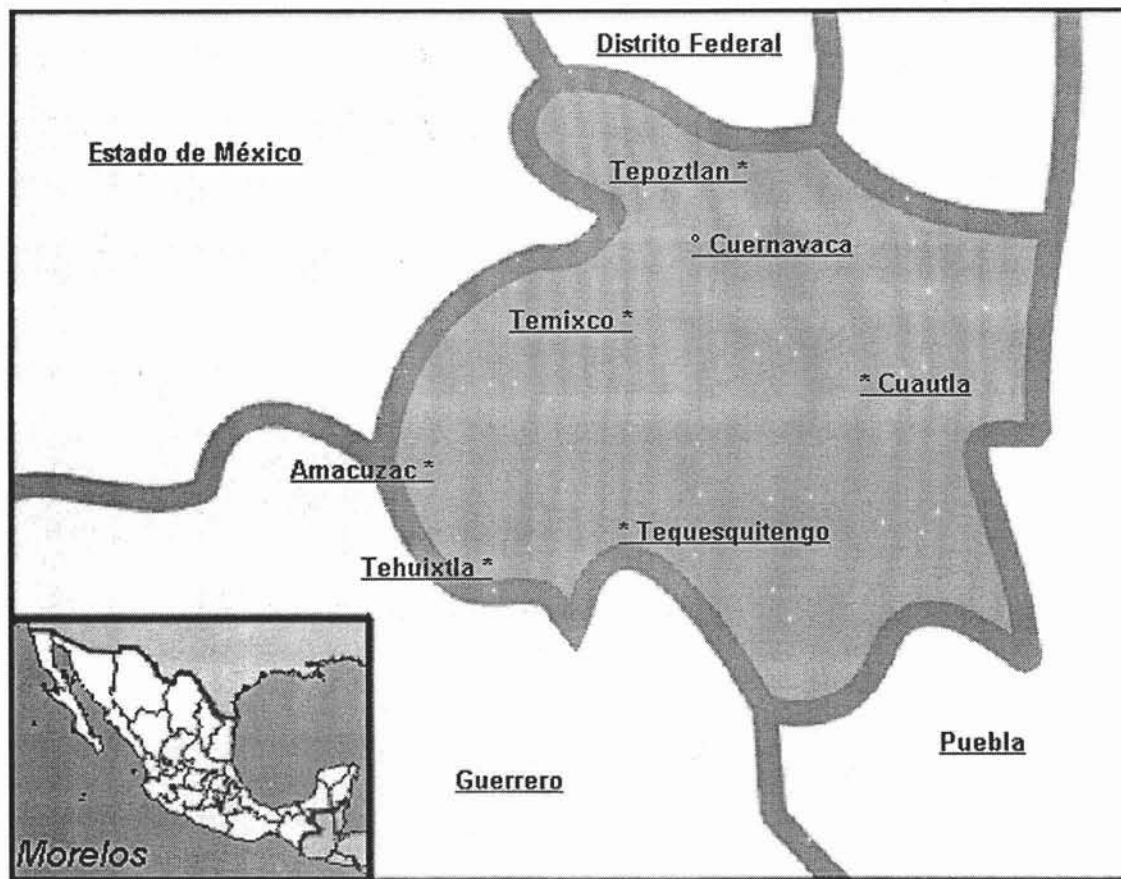 Distrito Federal
Estado de México
Tepoztlan *
° Cuernavaca
Temixco *
* Cuautla
Amacuzac *
* Tequesquitengo
Tehuixtla *
Puebla
Guerrero
Morelos